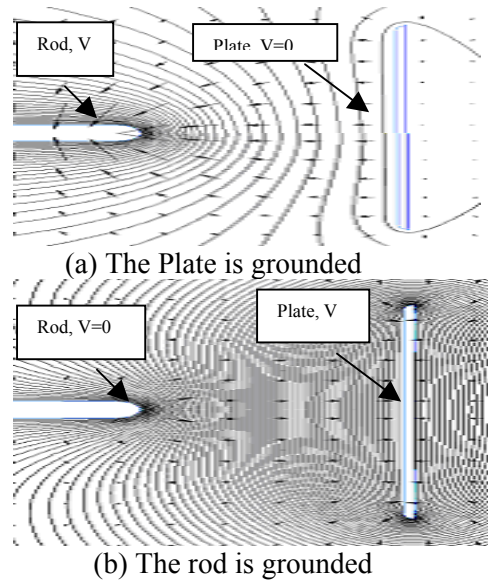 Rod, V
Plate, V=0
(a) The Plate is grounded
Rod, V=0
Plate, V
(b) The rod is grounded